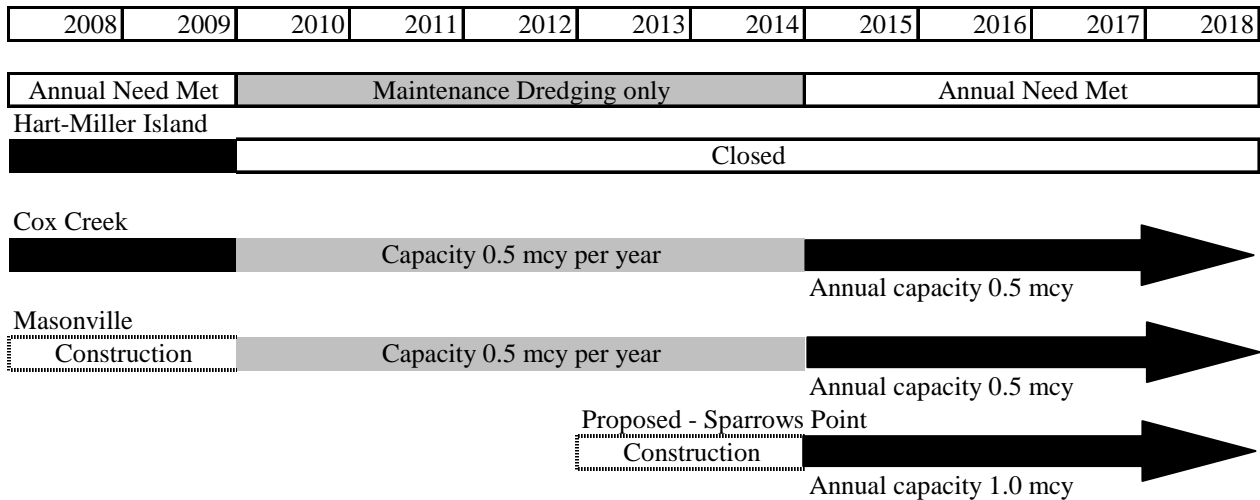 2008 2009 2010 2011 2012 2013 2014 2015 2016 2017 2018
Annual Need Met Maintenance Dredging only Annual Need Met
Hart-Miller Island
Closed
Cox Creek
Capacity 0.5 mcy per year
Annual capacity 0.5 mcy
Masonville
Construction Capacity 0.5 mcy per year
Annual capacity 0.5 mcy
Proposed - Sparrows Point
Construction
Annual capacity 1.0 mcy